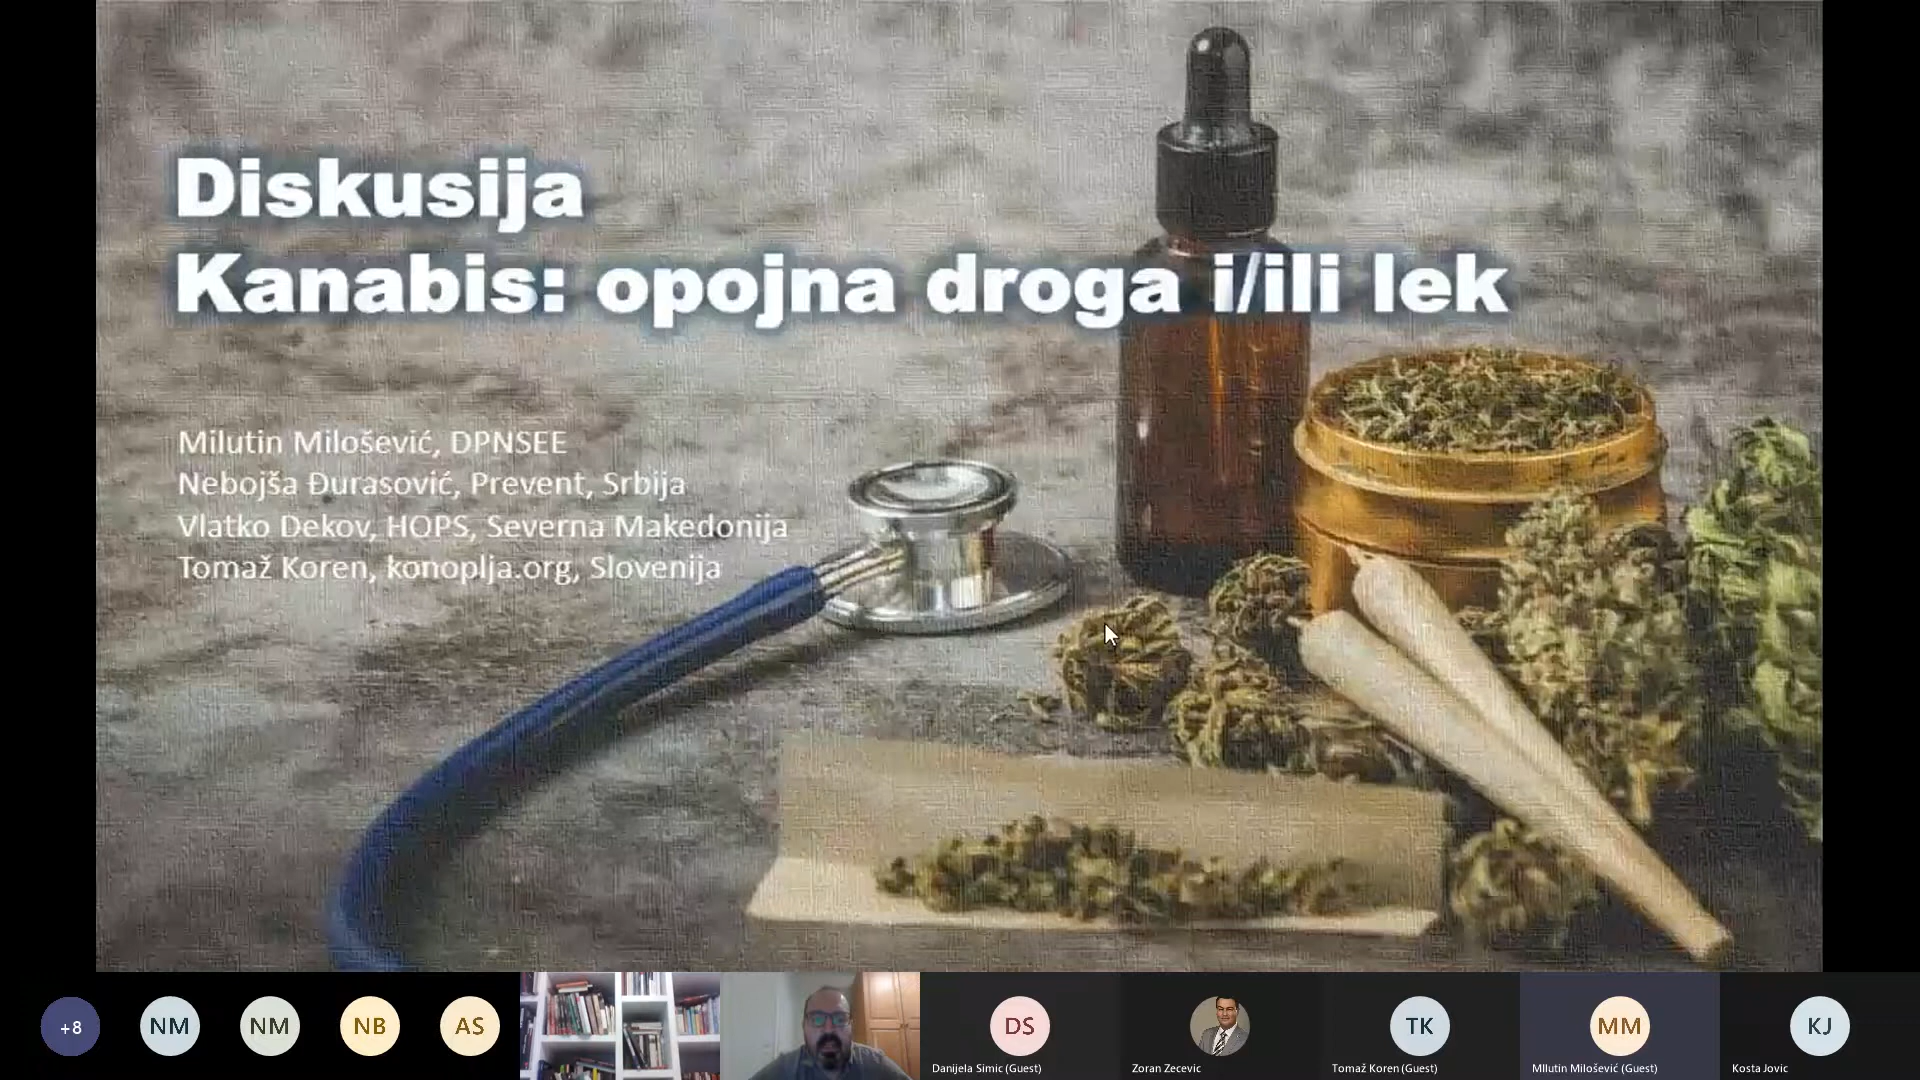 Diskusija
Kanabis: opojna droga i/ili lek
Milutin Milošević, DPNSEE
Nebojša Đurasović, Prevent, Srbija
Vlatko Dekov, HOPS, Severna Makedonija
Tomaž Koren, konoplja.org, Slovenija
+8
NM
NM
NB
AS
DS
TK
MM
KJ
Danijela Simic (Guest)
Zoran Zecevic
Tomaž Koren (Guest)
MIlutin Milošević (Guest)
Kosta Jovic